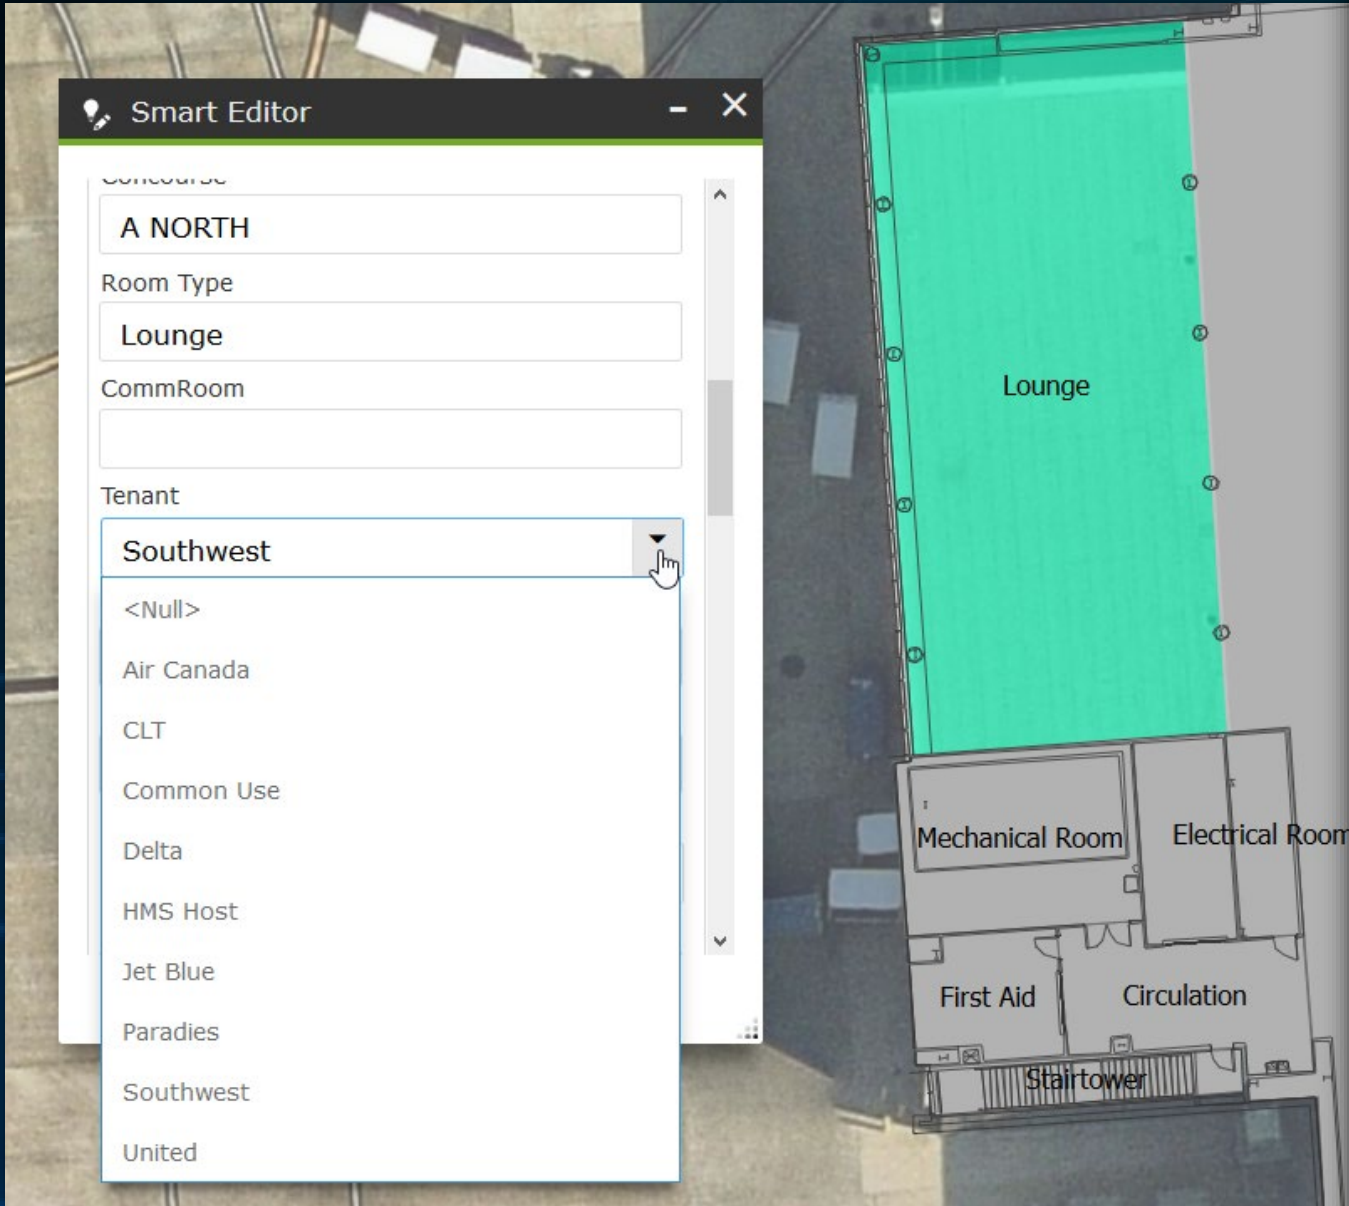 Smart Editor
Concourse
A NORTH
Room Type
Lounge
CommRoom
Tenant
Southwest
<Null>
Air Canada
CLT
Common Use
Delta
HMS Host
Jet Blue
Paradies
Southwest
United
Lounge
Mechanical Room
Electrical Room
First Aid
Circulation
Stairtower